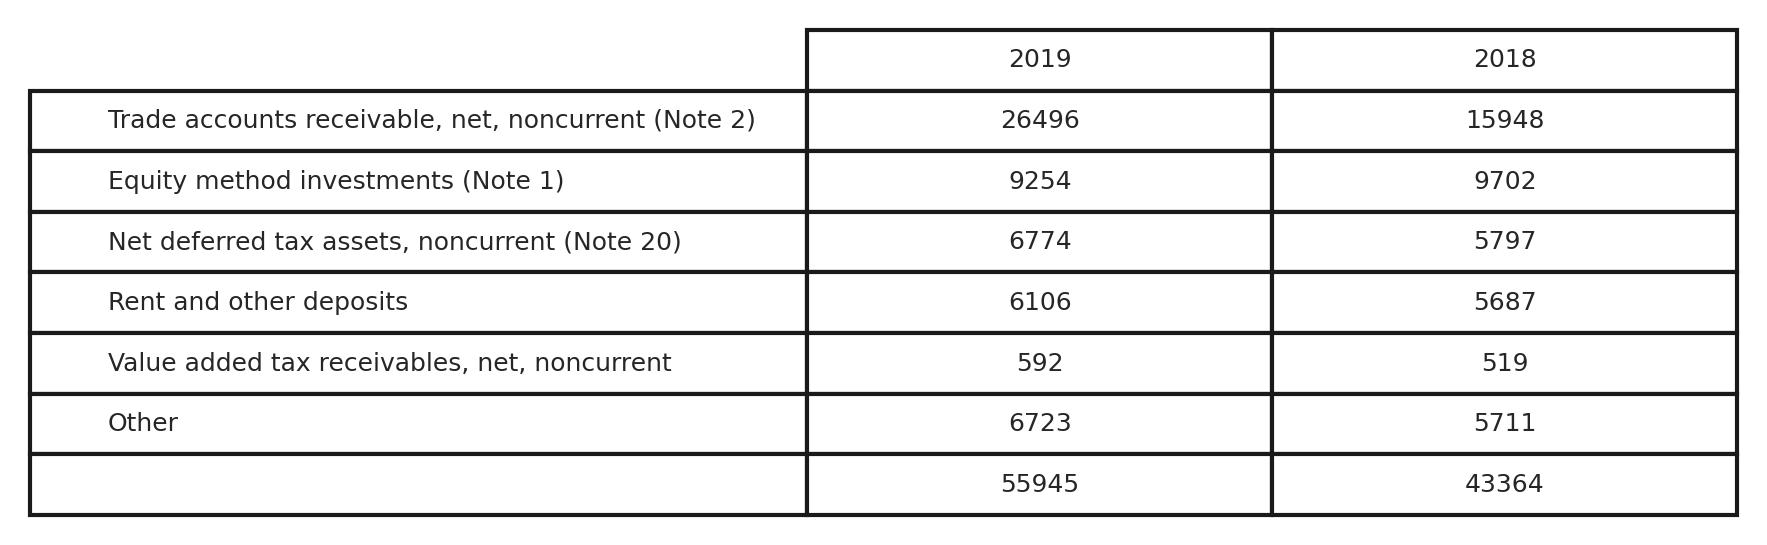 2019 2018
Trade accounts receivable, net, noncurrent (Note 2) 26496 15948
Equity method investments (Note 1) 9254 9702
Net deferred tax assets, noncurrent (Note 20) 6774 5797
Rent and other deposits 6106 5687
Value added tax receivables, net, noncurrent 592 519
Other 6723 5711
55945 43364